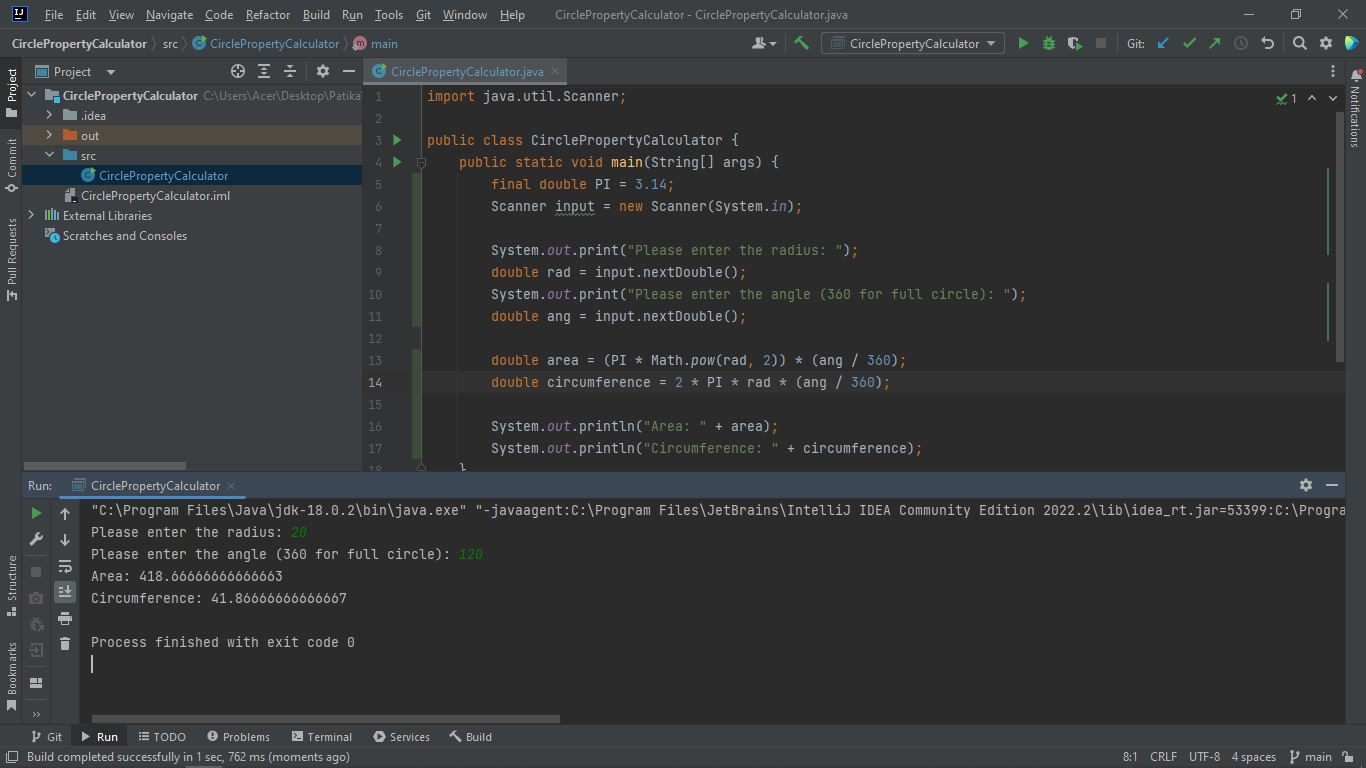 File Edit View Navigate Code Refactor Build Run Tools Git Window Help CirclePropertyCalculator - CirclePropertyCalculator.java
CirclePropertyCalculator src CirclePropertyCalculator main
CirclePropertyCalculator Git:
Project
CirclePropertyCalculator.java
CirclePropertyCalculator C:\Users\Acer\Desktop\Patika\
.idea
out
src
CirclePropertyCalculator
CirclePropertyCalculator.iml
External Libraries
Scratches and Consoles
Project
Commit
Pull Requests
Structure
Bookmarks
Notifications
1
1 import java.util.Scanner;
2
3 public class CirclePropertyCalculator {
4 public static void main(String[] args) {
5 final double PI = 3.14;
6 Scanner input = new Scanner(System.in);
7
8 System.out.print("Please enter the radius: ");
9 double rad = input.nextDouble();
10 System.out.print("Please enter the angle (360 for full circle): ");
11 double ang = input.nextDouble();
12
13 double area = (PI * Math.pow(rad, 2)) * (ang / 360);
14 double circumference = 2 * PI * rad * (ang / 360);
15
16 System.out.println("Area: " + area);
17 System.out.println("Circumference: " + circumference);
18 }
Run: CirclePropertyCalculator
"C:\Program Files\Java\jdk-18.0.2\bin\java.exe" "-javaagent:C:\Program Files\JetBrains\IntelliJ IDEA Community Edition 2022.2\lib\idea_rt.jar=53399:C:\Progra
Please enter the radius: 20
Please enter the angle (360 for full circle): 120
Area: 418.66666666666663
Circumference: 41.86666666666667
Process finished with exit code 0
Git Run TODO Problems Terminal Services Build
Build completed successfully in 1 sec, 762 ms (moments ago) 8:1 CRLF UTF-8 4 spaces main